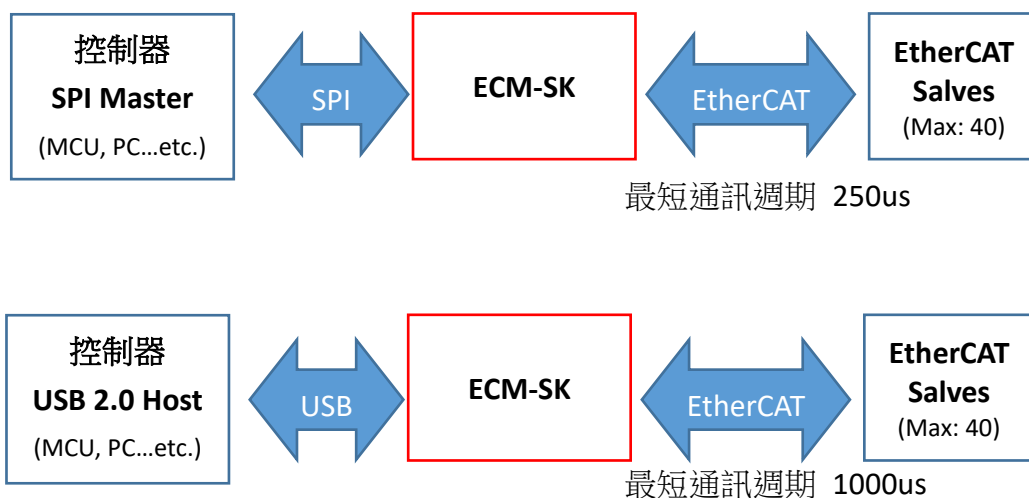 控制器
SPI Master
(MCU, PC...etc.)
SPI
ECM-SK
EtherCAT
EtherCAT
Salves
(Max: 40)
最短通訊週期 250us
控制器
USB 2.0 Host
(MCU, PC...etc.)
USB
ECM-SK
EtherCAT
EtherCAT
Salves
(Max: 40)
最短通訊週期 1000us